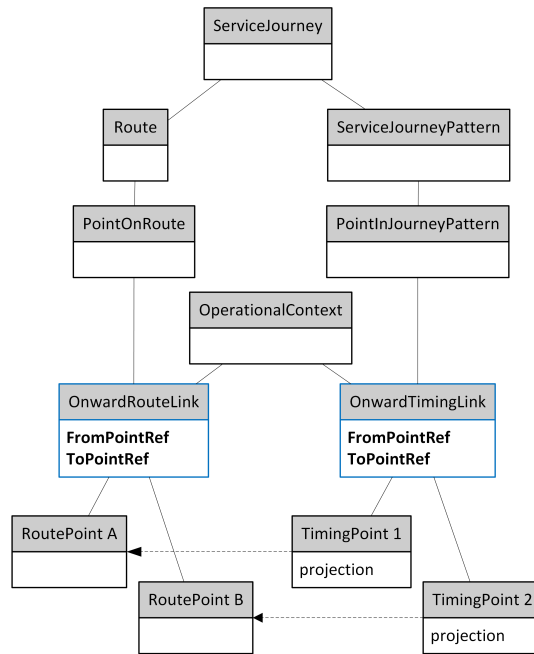 ServiceJourney
Route
ServiceJourneyPattern
PointOnRoute
PointInJourneyPattern
OperationalContext
OnwardRouteLink
FromPointRef
ToPointRef
OnwardTimingLink
FromPointRef
ToPointRef
RoutePoint A
TimingPoint 1
projection
RoutePoint B
TimingPoint 2
projection